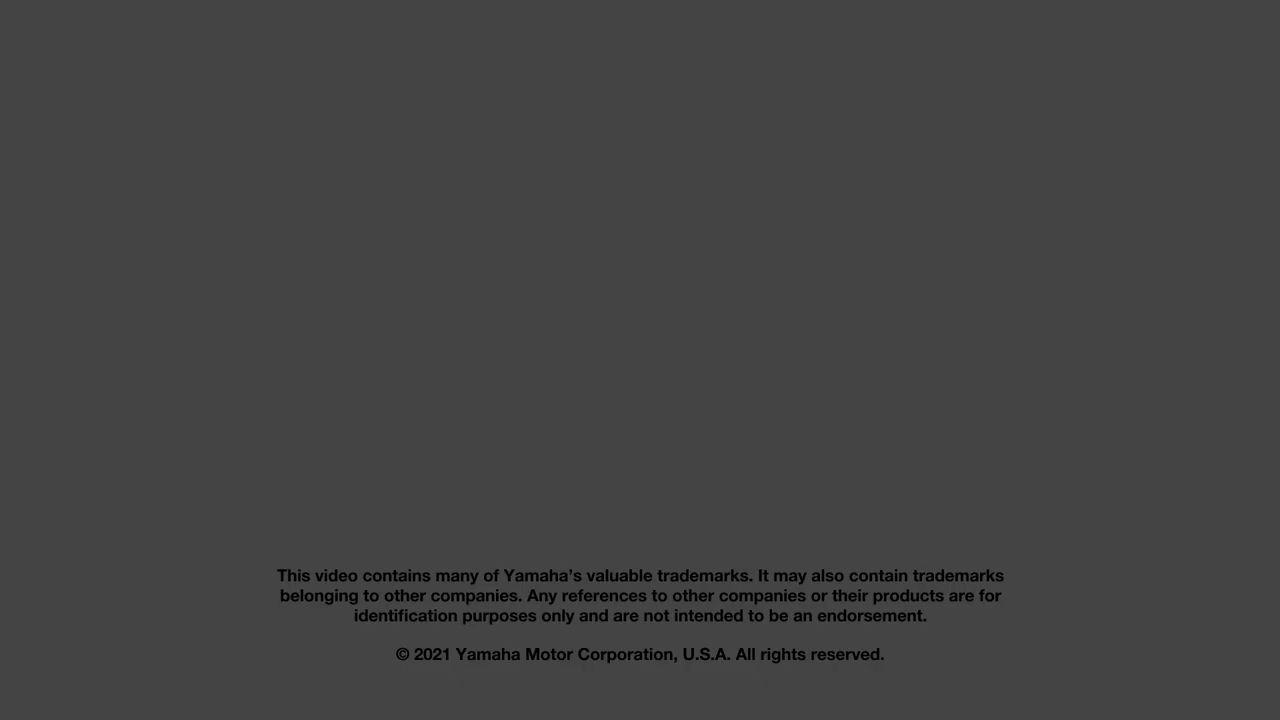 This video contains many of Yamaha’s valuable trademarks. It may also contain trademarks
belonging to other companies. Any references to other companies or their products are for
identification purposes only and are not intended to be an endorsement.
© 2021 Yamaha Motor Corporation, U.S.A. All rights reserved.